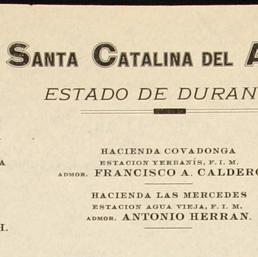 SANTA CATALINA DEL A
ESTADO DE DURAN
HACIENDA COVADONGA
ESTACION YERBANÍS, F. I. M.
ADMOR. FRANCISCO A. CALDERO
HACIENDA LAS MERCEDES
ESTACION AGUA VIEJA, F. I. M.
ADMOR. ANTONIO HERRAN.
A
H.